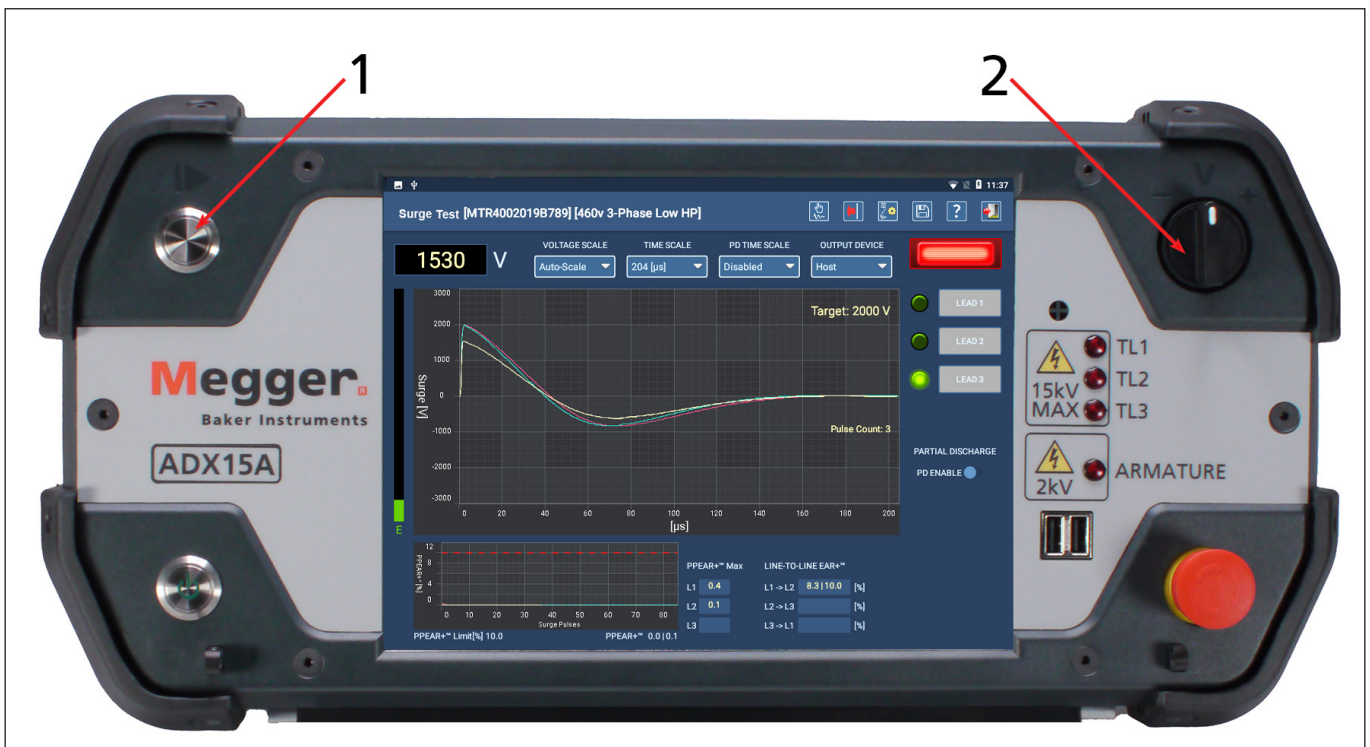 1
2
V
- +
11:37
Surge Test [MTR4002019B789] [460v 3-Phase Low HP]
?
1530 V
VOLTAGE SCALE
Auto-Scale
TIME SCALE
204 [µs]
PD TIME SCALE
Disabled
OUTPUT DEVICE
Host
3000
2000
1000
0
-1000
-2000
-3000
Surge [V]
Target: 2000 V
Pulse Count: 3
0 20 40 60 80 100 120 140 160 180 200
[µs]
E
LEAD 1
LEAD 2
LEAD 3
PARTIAL DISCHARGE
PD ENABLE
12
8
4
0
PPEAR+™ [%]
0 10 20 30 40 50 60 70 80
Surge Pulses
PPEAR+™ Limit[%] 10.0
PPEAR+™ 0.0|0.1
PPEAR+™ Max
L1 0.4
L2 0.1
L3
LINE-TO-LINE EAR+™
L1->L2 8.3|10.0 [%]
L2->L3 [%]
L3->L1 [%]
Megger®
Baker Instruments
ADX15A
15kV
MAX
TL1
TL2
TL3
2kV
ARMATURE